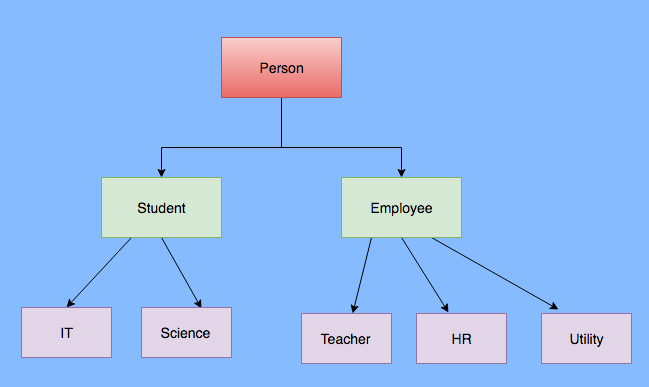 Person
Student
Employee
IT
Science
Teacher
HR
Utility